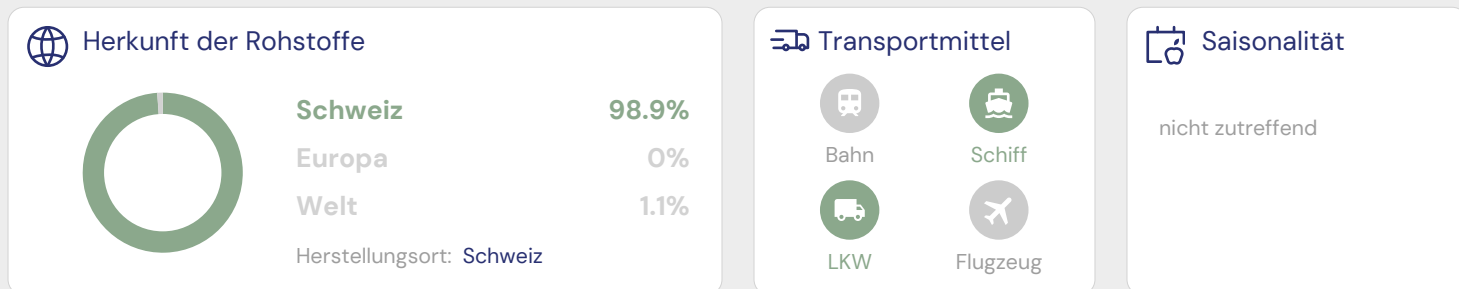 Herkunft der Rohstoffe
Schweiz 98.9%
Europa 0%
Welt 1.1%
Herstellungsort: Schweiz
Transportmittel
Bahn Schiff
LKW Flugzeug
Saisonalität
nicht zutreffend